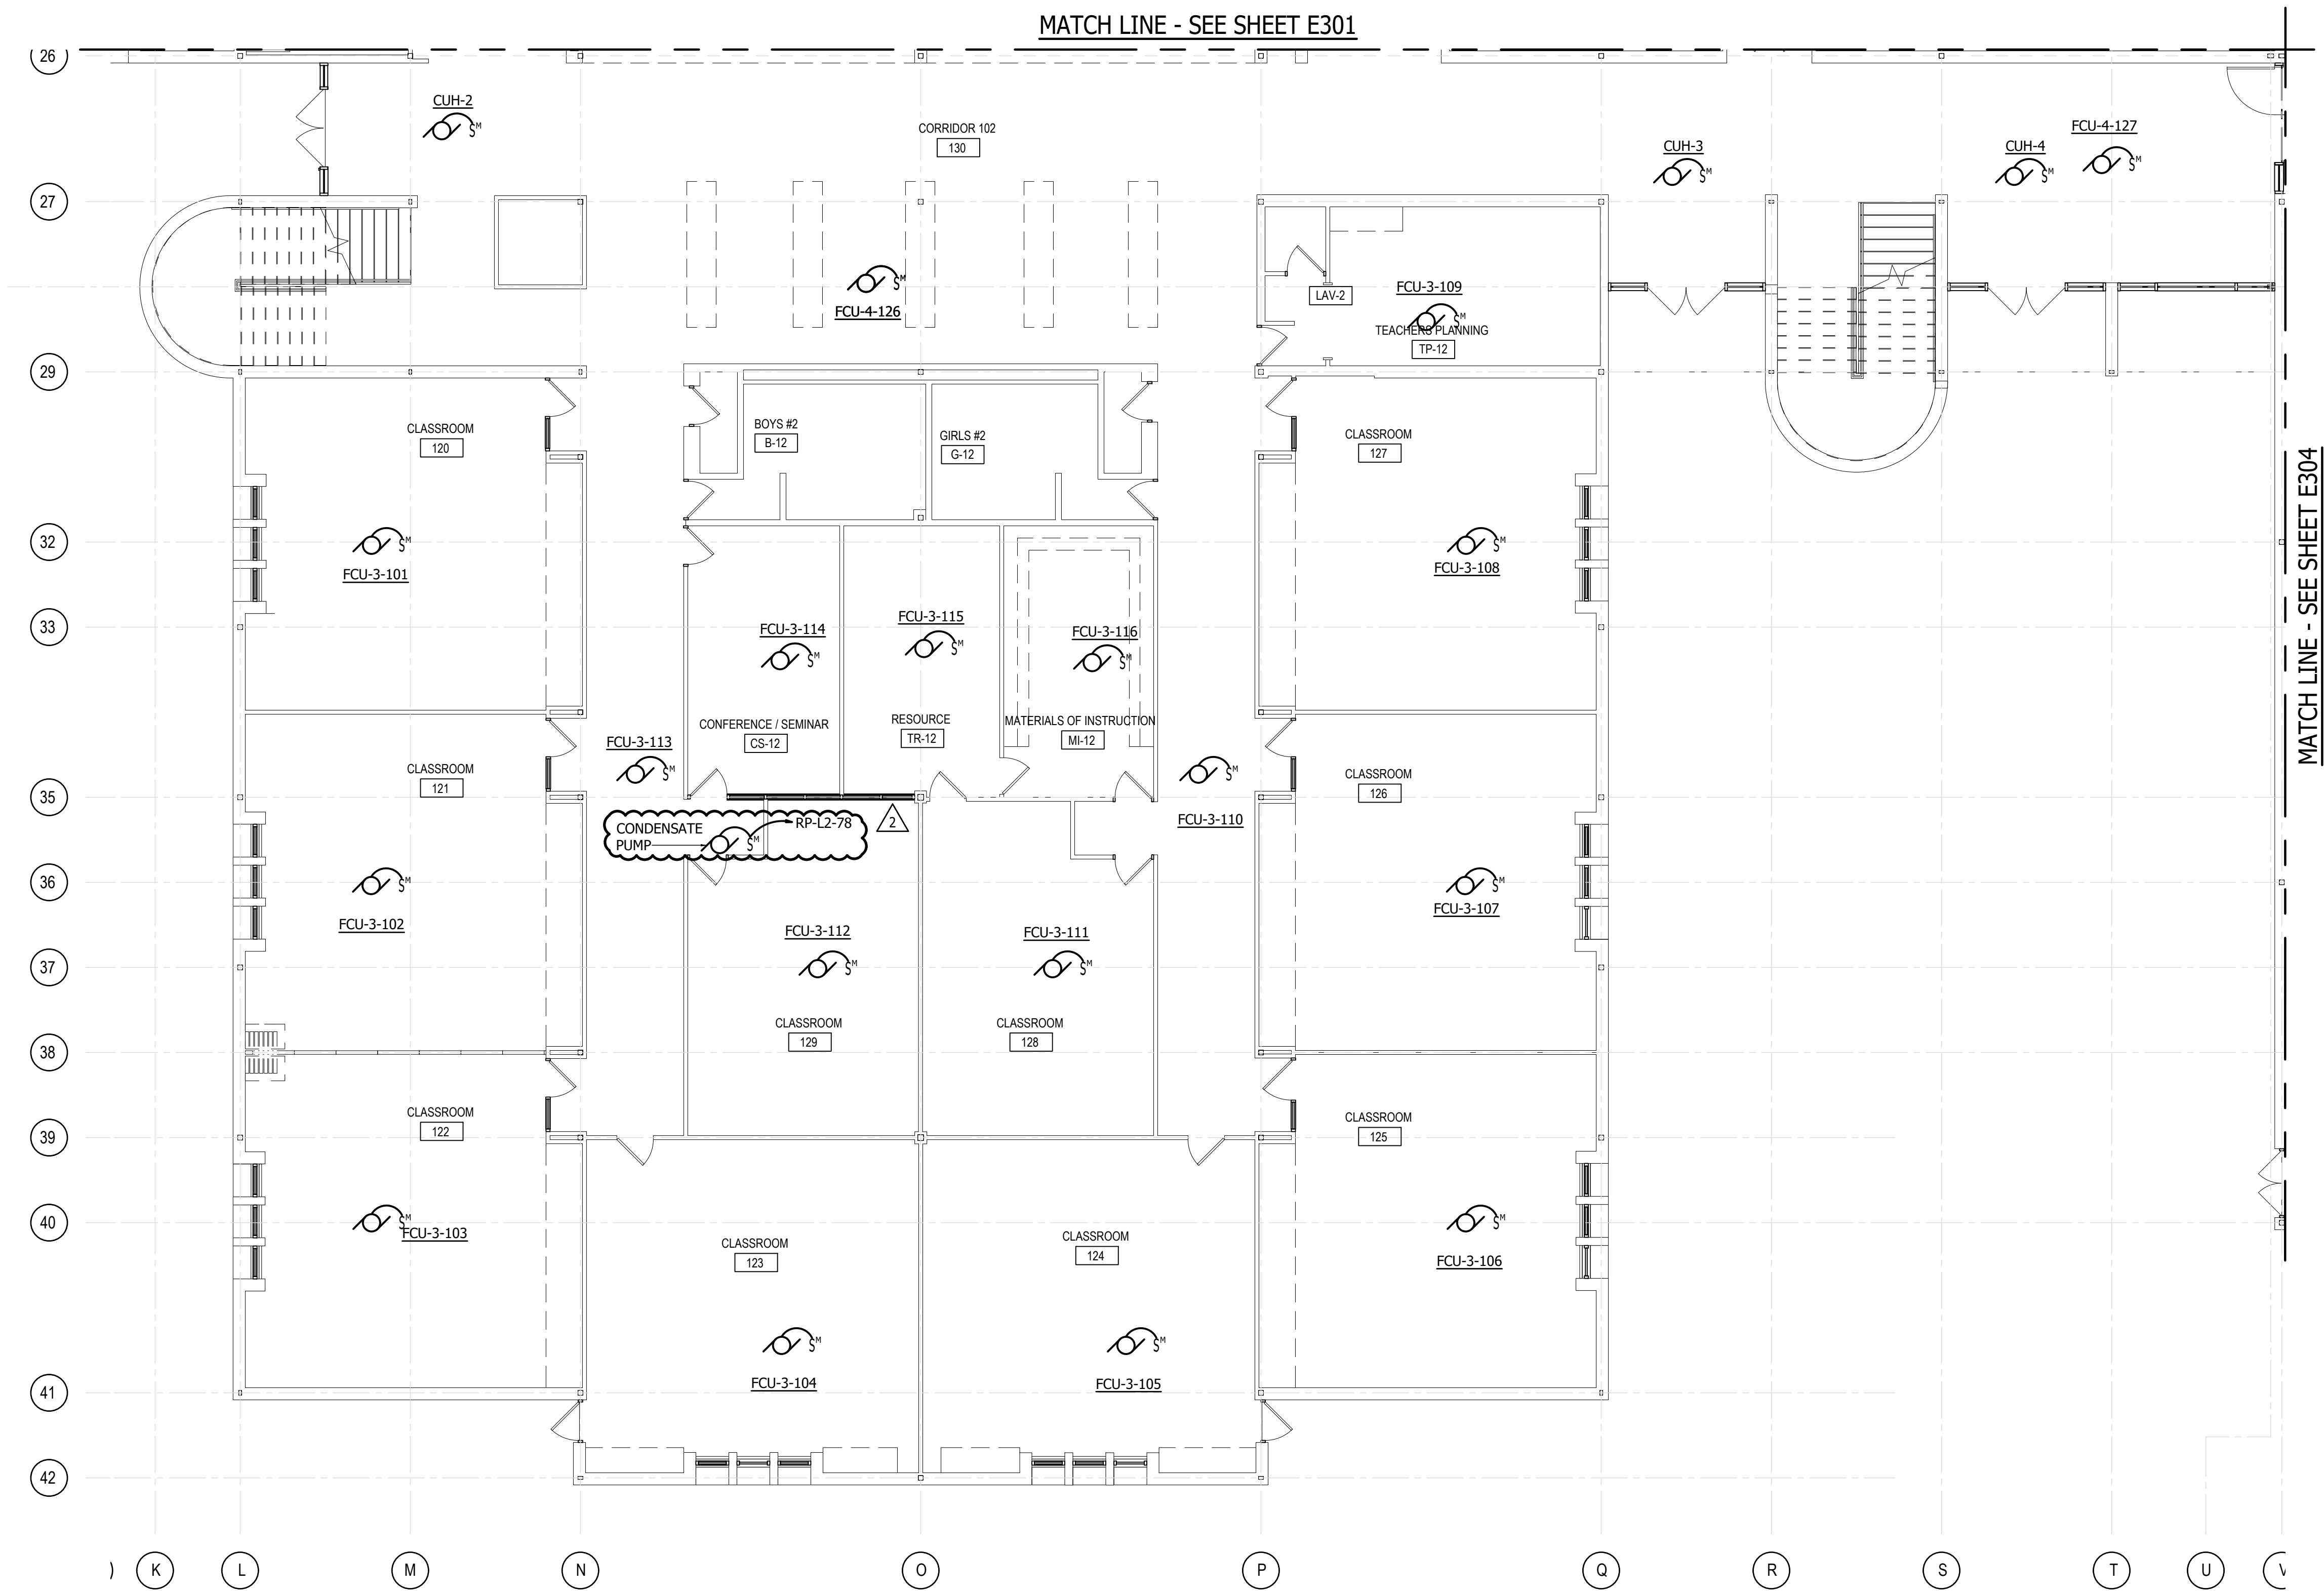 MATCH LINE - SEE SHEET E301
26
CUH-2
S M
CORRIDOR 102
130
CUH-3
S M
CUH-4
S M
FCU-4-127
S M
27
S M
FCU-4-126
LAV-2
FCU-3-109
S M
TEACHERS PLANNING
TP-12
29
CLASSROOM
120
BOYS #2
B-12
GIRLS #2
G-12
CLASSROOM
127
MATCH LINE - SEE SHEET E304
32
S M
FCU-3-101
S M
FCU-3-108
33
FCU-3-114
S M
FCU-3-115
S M
FCU-3-116
S M
CONFERENCE / SEMINAR
CS-12
RESOURCE
TR-12
MATERIALS OF INSTRUCTION
MI-12
FCU-3-113
S M
CLASSROOM
121
S M
FCU-3-110
CLASSROOM
126
35
CONDENSATE
PUMP
S M
RP-L2-78
2
36
S M
FCU-3-102
S M
FCU-3-107
37
FCU-3-112
S M
FCU-3-111
S M
38
CLASSROOM
129
CLASSROOM
128
39
CLASSROOM
122
CLASSROOM
125
40
S M
FCU-3-103
CLASSROOM
123
CLASSROOM
124
S M
FCU-3-106
S M
FCU-3-104
S M
FCU-3-105
41
42
) K L M N O P Q R S T U V